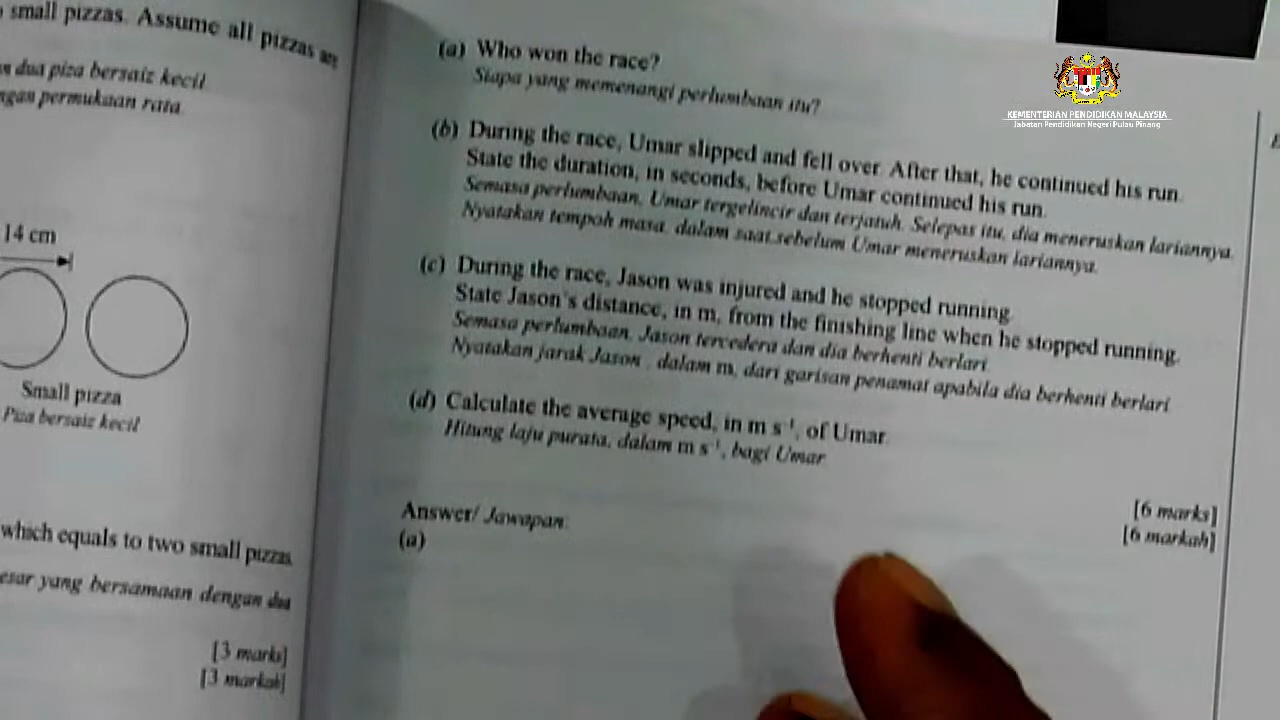 small pizzas. Assume all pizzas are
dua piza bersaiz kecil
permukaan rata.
14 cm
Small pizza
Piza bersaiz kecil
which equals to two small pizzas.
yang bersamaan dengan dua
[3 marks]
[3 markah]
(a) Who won the race?
Siapa yang memenangi perlumbaan itu?
(b) During the race, Umar slipped and fell over. After that, he continued his run.
State the duration, in seconds, before Umar continued his run.
Semasa perlumbaan, Umar tergelincir dan terjatuh. Selepas itu, dia meneruskan lariannya.
Nyatakan tempoh masa, dalam saat, sebelum Umar meneruskan lariannya.
(c) During the race, Jason was injured and he stopped running.
State Jason's distance, in m, from the finishing line when he stopped running.
Semasa perlumbaan, Jason tercedera dan dia berhenti berlari.
Nyatakan jarak Jason, dalam m, dari garisan penamat apabila dia berhenti berlari.
(d) Calculate the average speed, in m s⁻¹, of Umar.
Hitung laju purata, dalam m s⁻¹, bagi Umar.
[6 marks]
[6 markah]
Answer/ Jawapan:
(a)
KEMENTERIAN PENDIDIKAN MALAYSIA
Jabatan Pendidikan Negeri Pulau Pinang